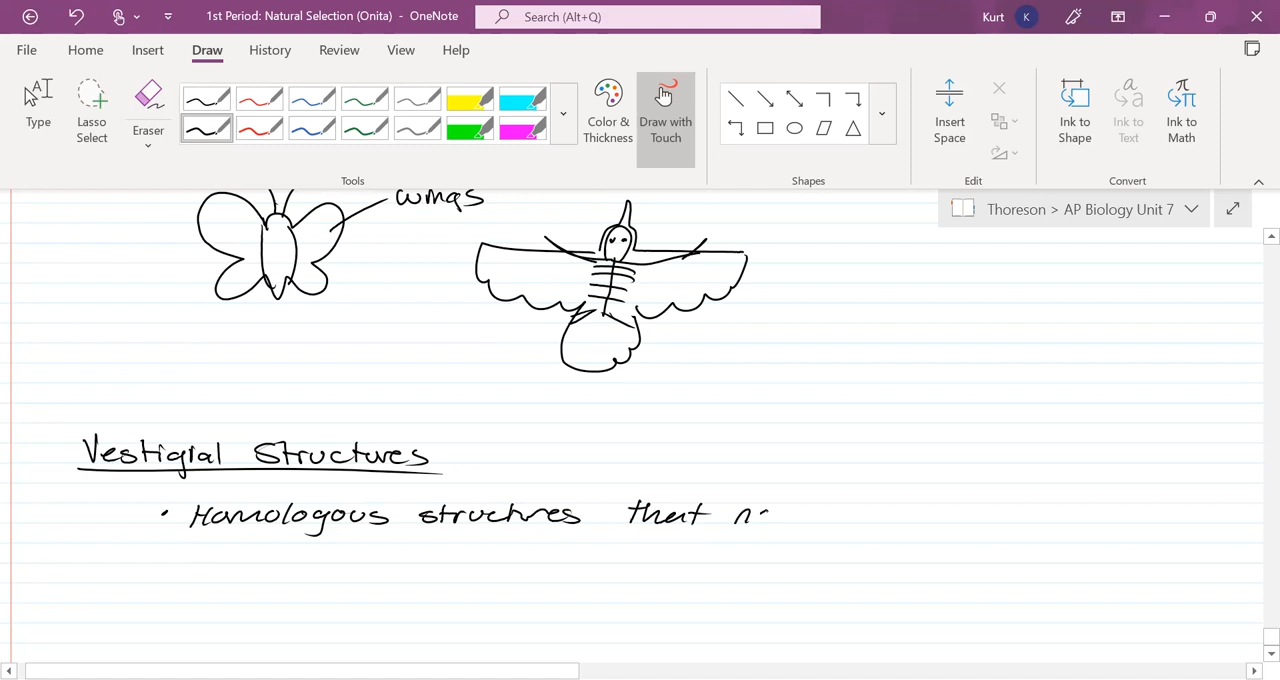 1st Period: Natural Selection (Onita) - OneNote
Search (Alt+Q)
Kurt K
File Home Insert Draw History Review View Help
Type
Lasso Select
Eraser
Color & Thickness
Draw with Touch
Insert Space
Ink to Shape
Ink to Text
Ink to Math
Tools Shapes Edit Convert
Thoreson > AP Biology Unit 7
wings
Vestigial Structures
• Homologous structures that